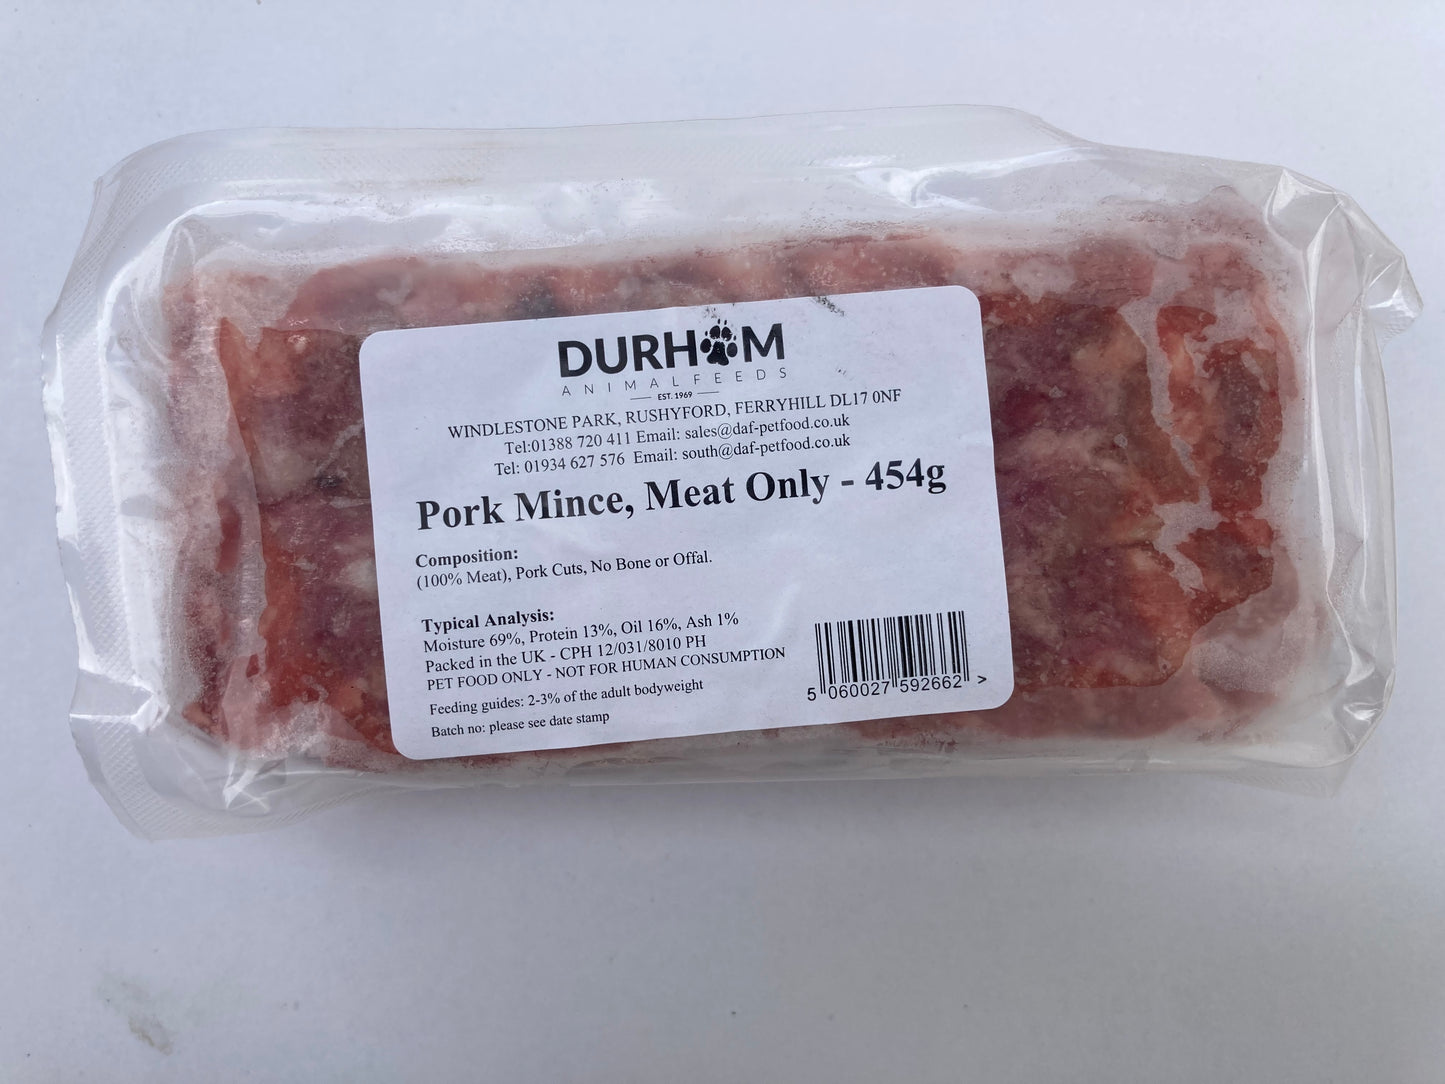 DURHAM
ANIMALFEEDS
EST. 1969
WINDLESTONE PARK, RUSHYFORD, FERRYHILL DL17 0NF
Tel:01388 720 411 Email: sales@daf-petfood.co.uk
Tel: 01934 627 576 Email: south@daf-petfood.co.uk
Pork Mince, Meat Only - 454g
Composition:
(100% Meat), Pork Cuts, No Bone or Offal.
Typical Analysis:
Moisture 69%, Protein 13%, Oil 16%, Ash 1%
Packed in the UK - CPH 12/031/8010 PH
PET FOOD ONLY - NOT FOR HUMAN CONSUMPTION
Feeding guides: 2-3% of the adult bodyweight
Batch no: please see date stamp
5 060027 592662 >